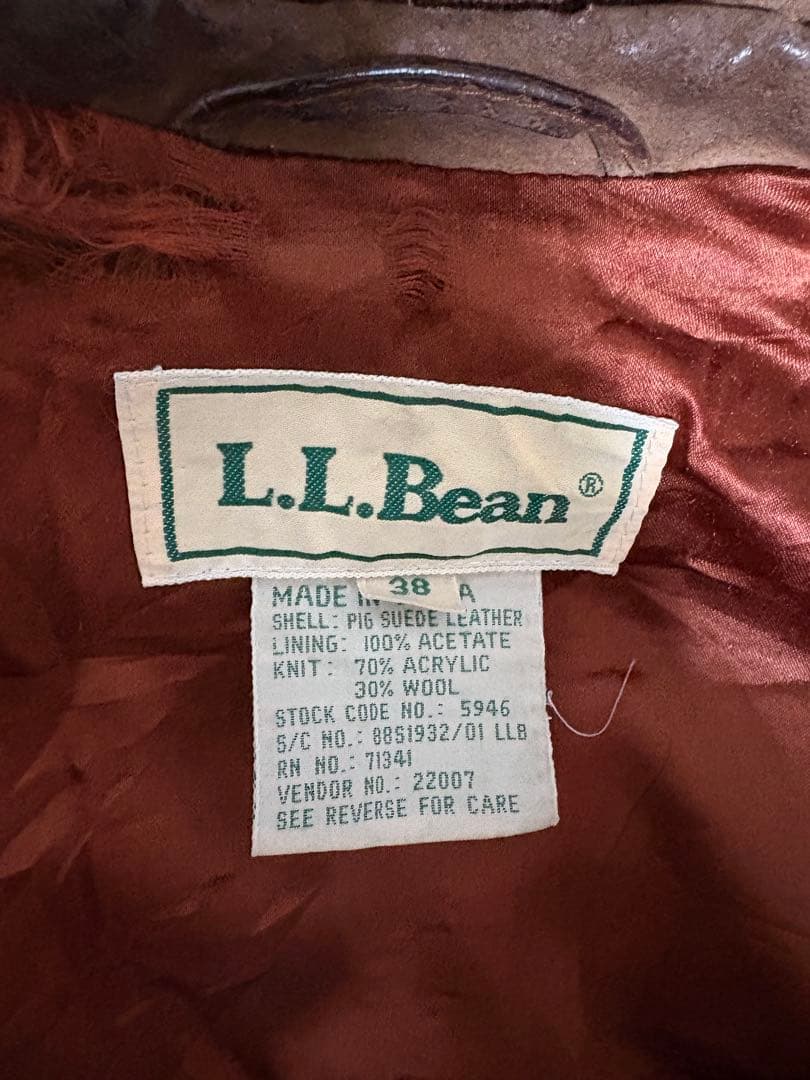 L.L.Bean®
38
MADE IN
SHELL: PIG SUEDE LEATHER
LINING: 100% ACETATE
KNIT: 70% ACRYLIC
30% WOOL
STOCK CODE NO.: 5946
S/C NO.: 88S1932/01 LLB
RN NO.: 71341
VENDOR NO.: 22007
SEE REVERSE FOR CARE